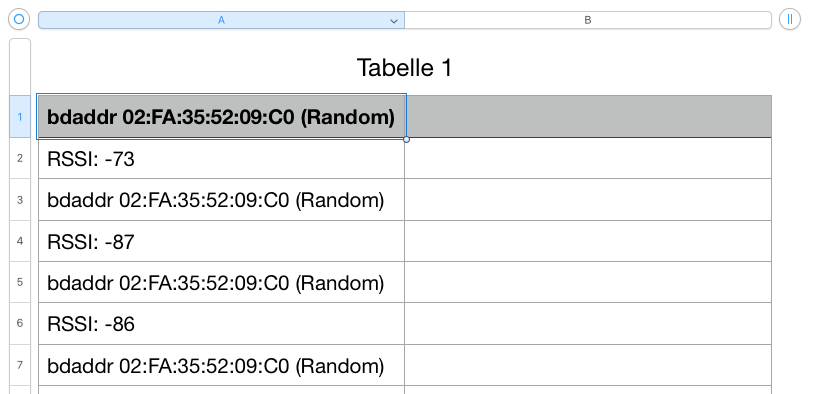 A
B
Tabelle 1
1
bdaddr 02:FA:35:52:09:C0 (Random)
2
RSSI: -73
3
bdaddr 02:FA:35:52:09:C0 (Random)
4
RSSI: -87
5
bdaddr 02:FA:35:52:09:C0 (Random)
6
RSSI: -86
7
bdaddr 02:FA:35:52:09:C0 (Random)